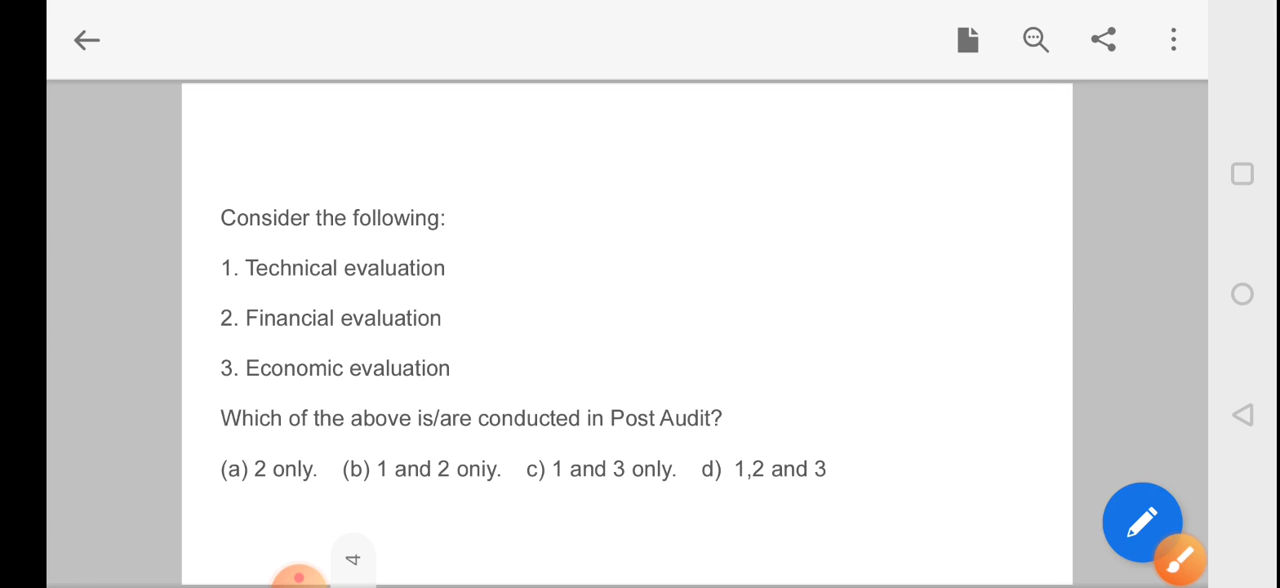 Consider the following:
1. Technical evaluation
2. Financial evaluation
3. Economic evaluation
Which of the above is/are conducted in Post Audit?
(a) 2 only. (b) 1 and 2 oniy. c) 1 and 3 only. d) 1,2 and 3
4